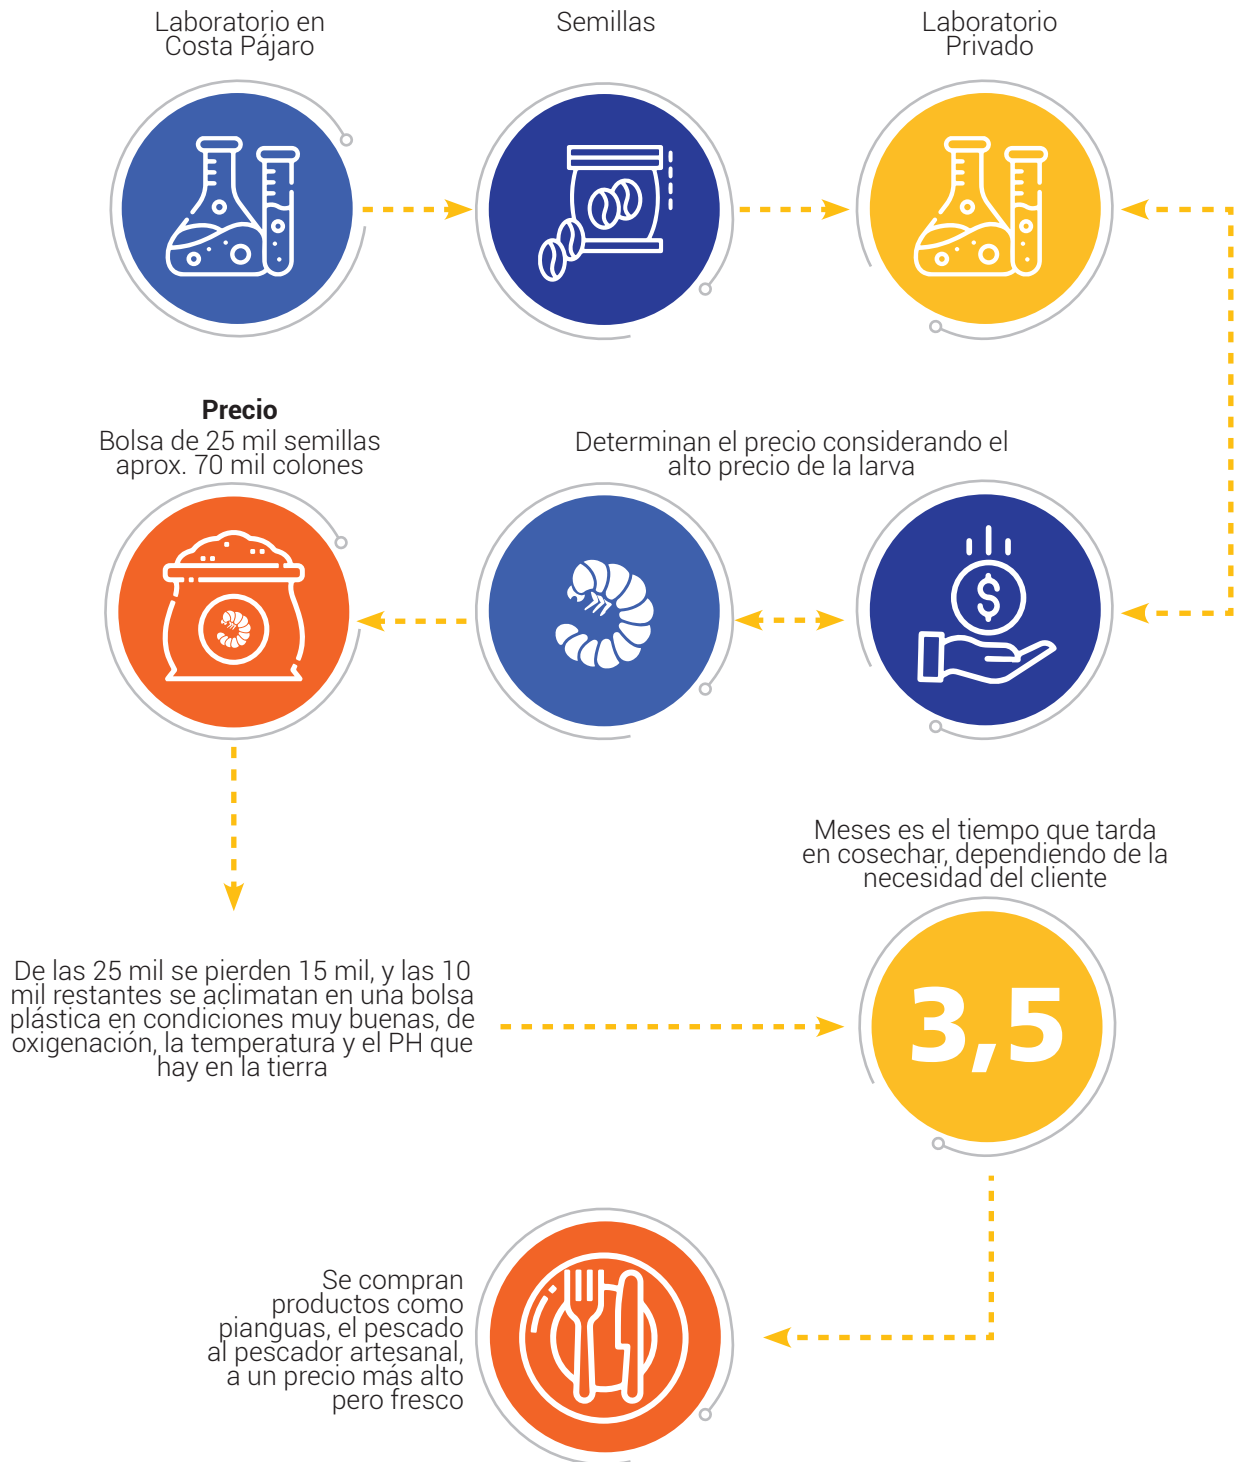 Laboratorio en
Costa Pájaro
Semillas
Laboratorio
Privado
Precio
Bolsa de 25 mil semillas
aprox. 70 mil colones
Determinan el precio considerando el
alto precio de la larva
$
Meses es el tiempo que tarda
en cosechar, dependiendo de la
necesidad del cliente
3,5
De las 25 mil se pierden 15 mil, y las 10
mil restantes se aclimatan en una bolsa
plástica en condiciones muy buenas, de
oxigenación, la temperatura y el PH que
hay en la tierra
Se compran
productos como
pianguas, el pescado
al pescador artesanal,
a un precio más alto
pero fresco